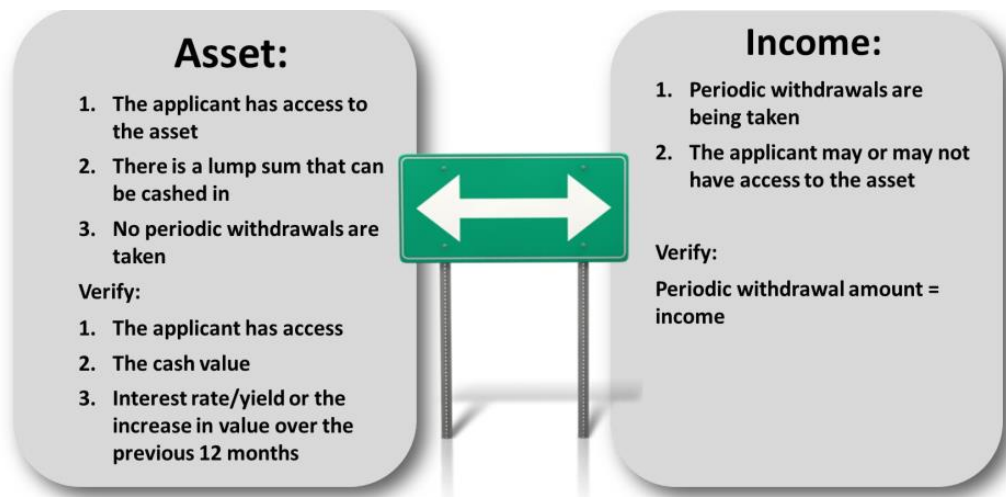 Asset:
1. The applicant has access to
the asset
2. There is a lump sum that can
be cashed in
3. No periodic withdrawals are
taken
Verify:
1. The applicant has access
2. The cash value
3. Interest rate/yield or the
increase in value over the
previous 12 months
Income:
1. Periodic withdrawals are
being taken
2. The applicant may or may not
have access to the asset
Verify:
Periodic withdrawal amount =
income